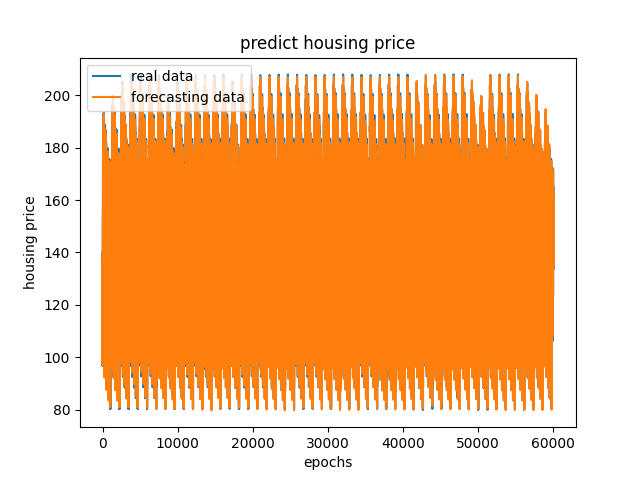 predict housing price
real data
forecasting data
housing price
200
180
160
140
120
100
80
0 10000 20000 30000 40000 50000 60000
epochs